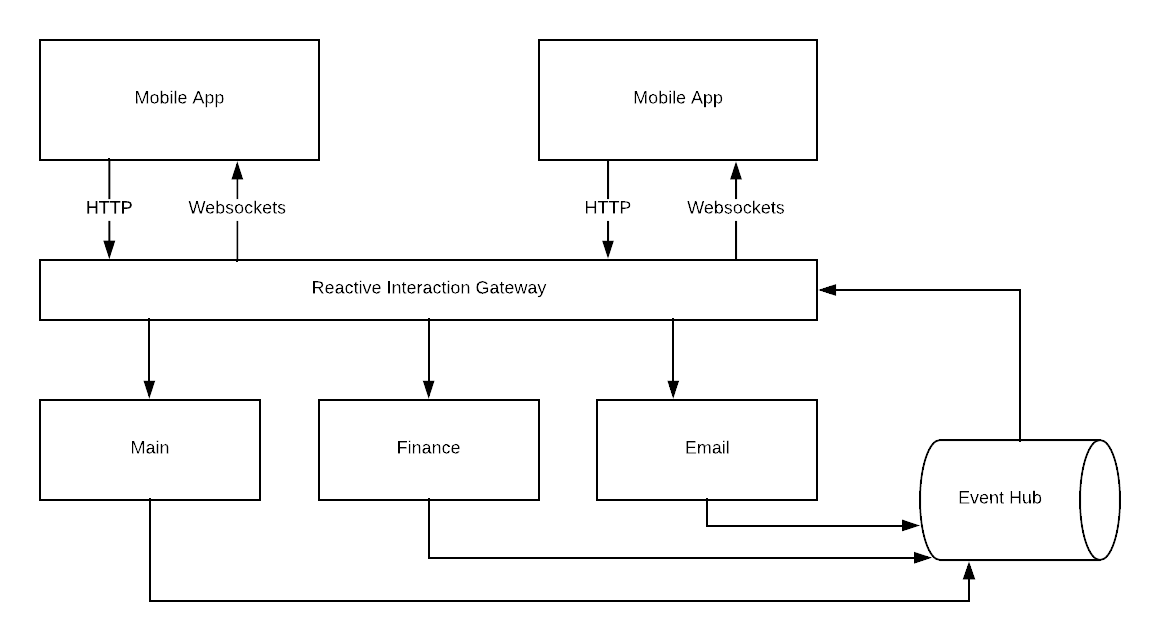 Mobile App
Mobile App
HTTP
Websockets
HTTP
Websockets
Reactive Interaction Gateway
Main
Finance
Email
Event Hub